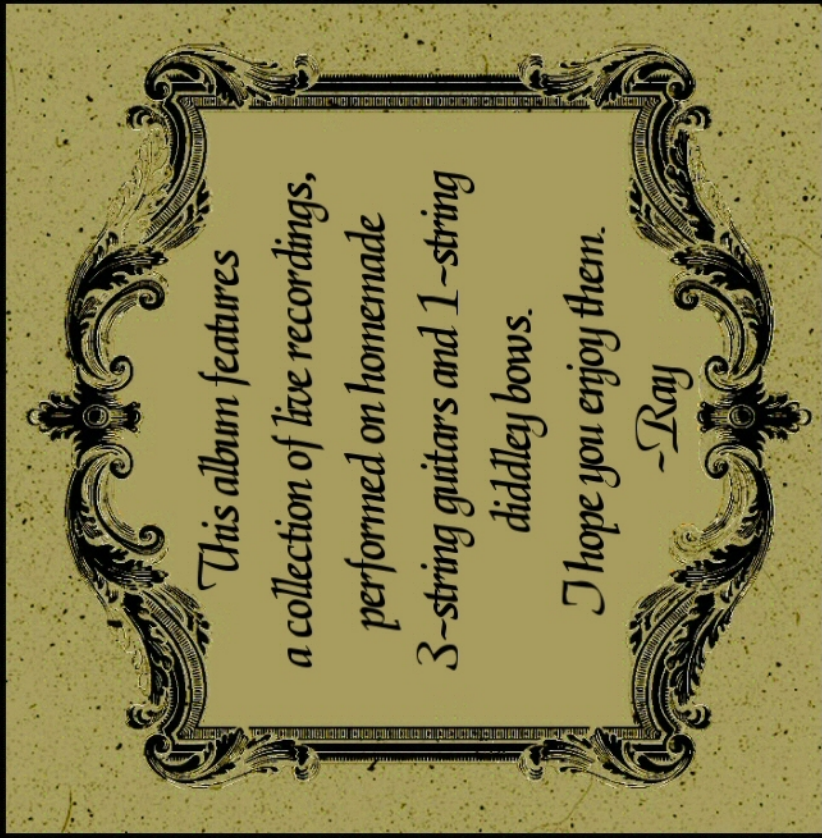 This album features
a collection of live recordings,
performed on homemade
3~string guitars and 1~string
diddley bows.
I hope you enjoy them.
~Ray